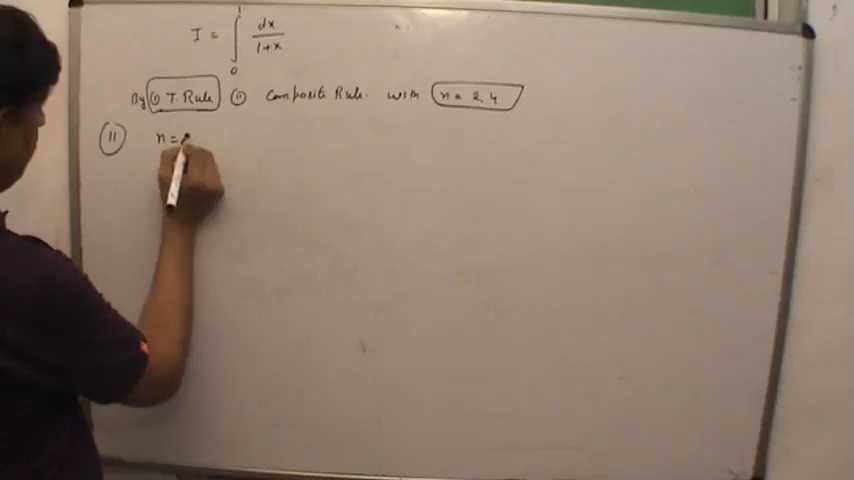 I = ∫₀¹ dx / 1+x
By (i) T. Rule (ii) Composite Rule. with n = 2, 4
(II) n =